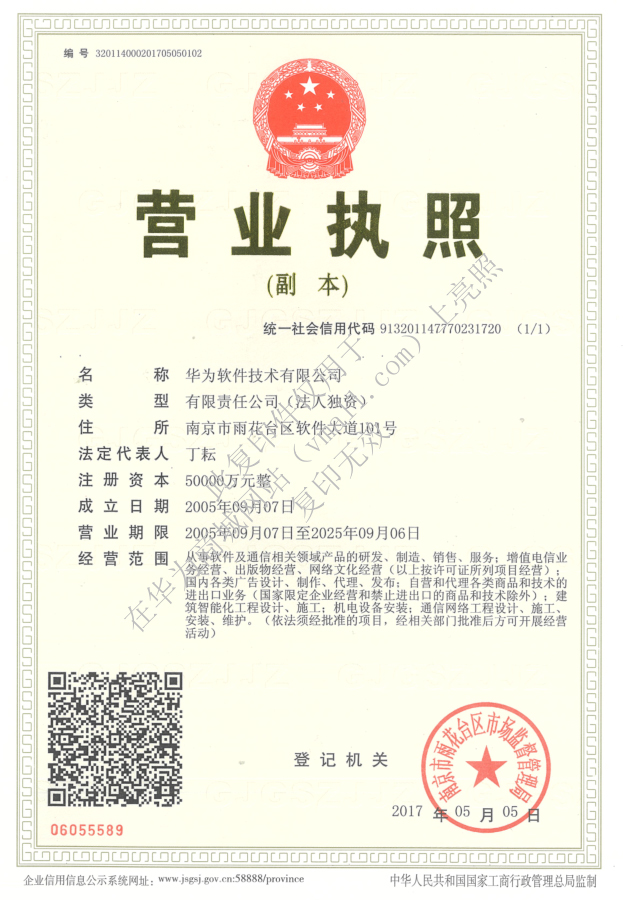 编 号 320114000201705050102
营业执照
(副 本)
统一社会信用代码 913201147770231720 (1/1)
名 称 华为软件技术有限公司
类 型 有限责任公司（法人独资）
住 所 南京市雨花台区软件大道101号
法定代表人 丁耘
注册资本 50000万元整
成立日期 2005年09月07日
营业期限 2005年09月07日至2025年09月06日
经营范围 从事软件及通信相关领域产品的研发、制造、销售、服务；增值电信业
务经营、出版物经营、网络文化经营（以上按许可证所列项目经营）；
国内各类广告设计、制作、代理、发布；自营和代理各类商品和技术的
进出口业务（国家限定企业经营和禁止进出口的商品和技术除外）；建
筑智能化工程设计、施工；机电设备安装；通信网络工程设计、施工、
安装、维护。（依法须经批准的项目，经相关部门批准后方可开展经营
活动）
此复印件仅用于
在华为商城网站（vmall.com）上亮照
复印无效
登记机关
南京市雨花台区市场监督管理局
2017 年 05 月 05 日
06055589
企业信用信息公示系统网址：www.jsgsj.gov.cn:58888/province
中华人民共和国国家工商行政管理总局监制